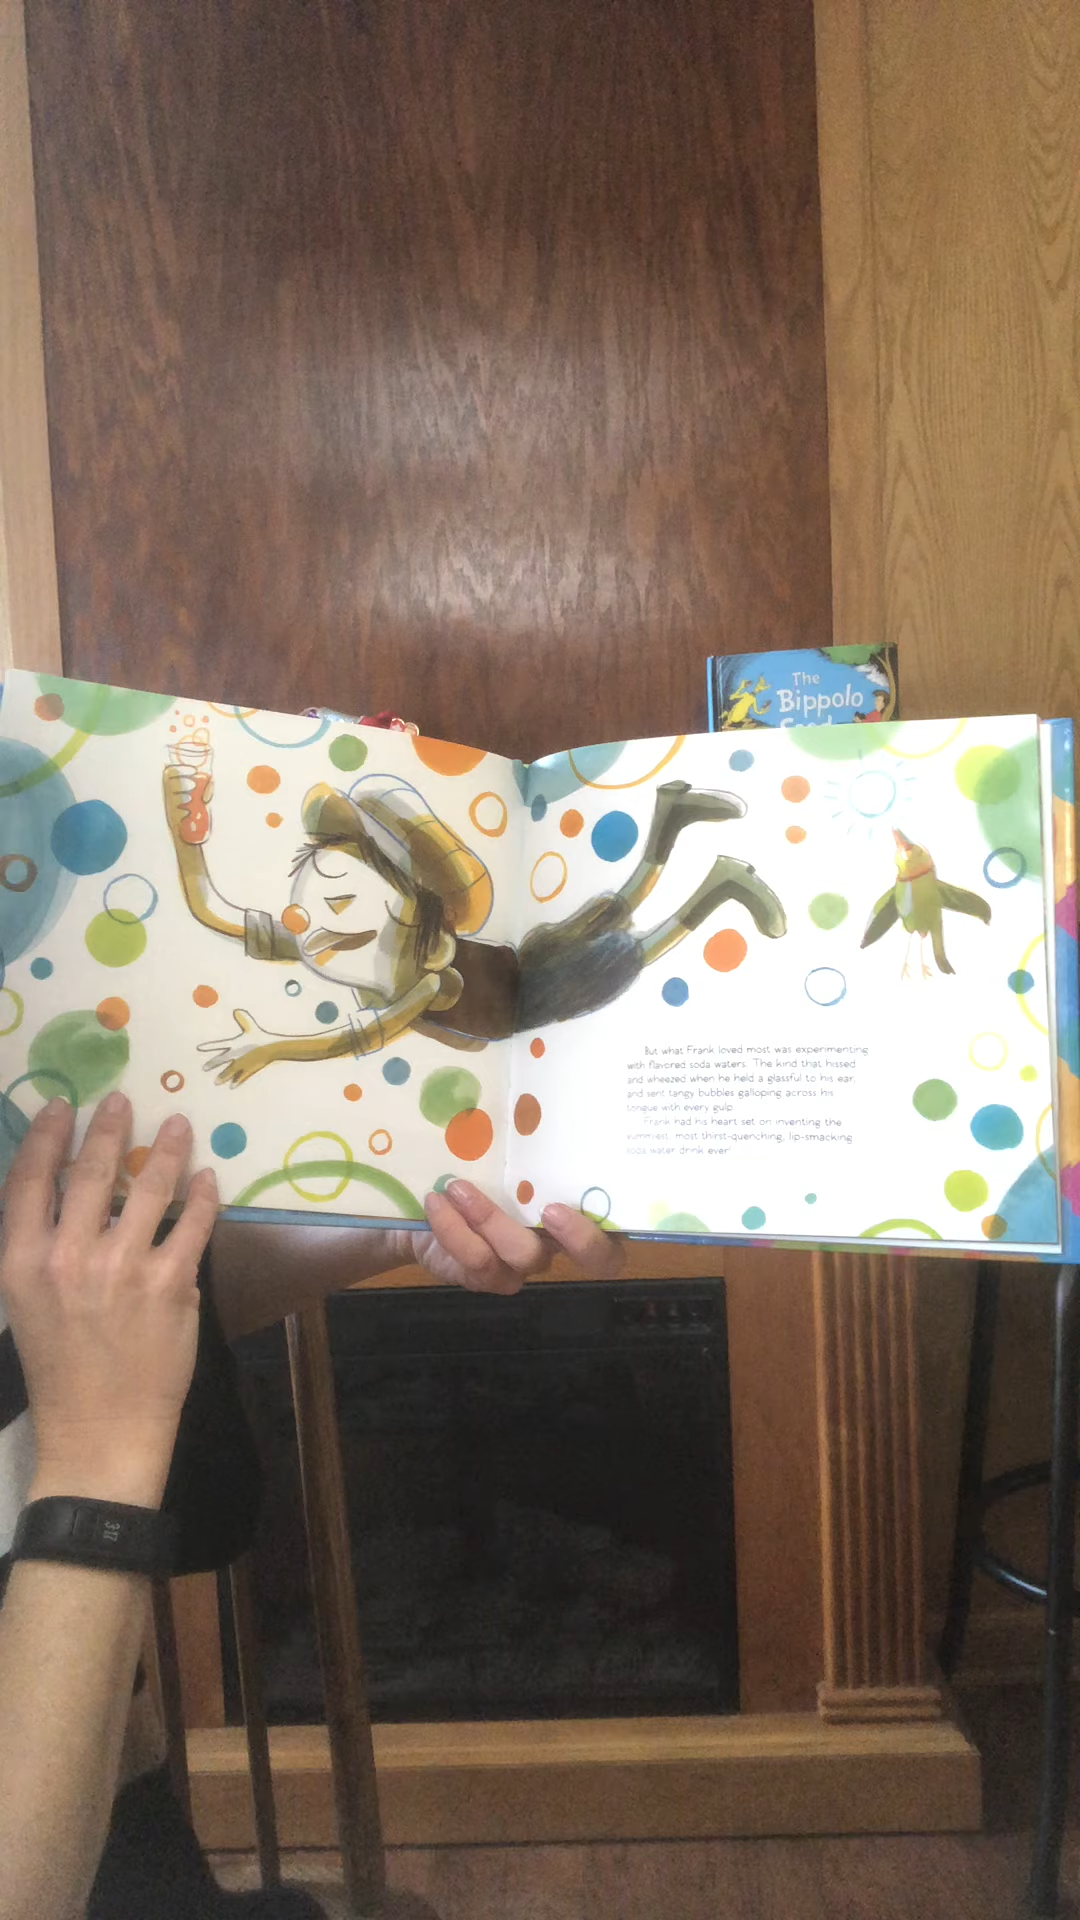 The
Bippolo
Seed
But what Frank loved most was experimenting
with flavored soda waters. The kind that hissed
and wheezed when he held a glassful to his ear,
and sent tangy bubbles galloping across his
tongue with every gulp.
Frank had his heart set on inventing the
yummiest, most thirst-quenching, lip-smacking
soda water drink ever!